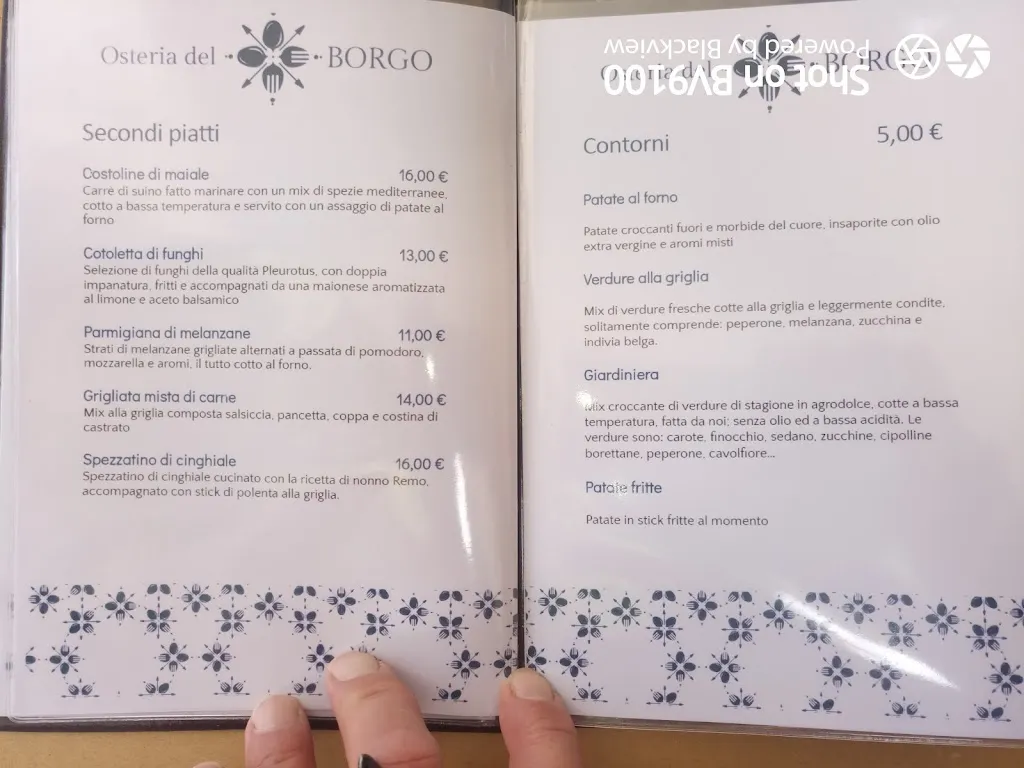 Osteria del BORGO
Secondi piatti
Costoline di maiale 16,00 €
Carrè di suino fatto marinare con un mix di spezie mediterranee,
cotto a bassa temperatura e servito con un assaggio di patate al
forno
Cotoletta di funghi 13,00 €
Selezione di funghi della qualità Pleurotus, con doppia
impanatura, fritti e accompagnati da una maionese aromatizzata
al limone e aceto balsamico
Parmigiana di melanzane 11,00 €
Strati di melanzane grigliate alternati a passata di pomodoro,
mozzarella e aromi, il tutto cotto al forno.
Grigliata mista di carne 14,00 €
Mix alla griglia composta salsiccia, pancetta, coppa e costina di
castrato
Spezzatino di cinghiale 16,00 €
Spezzatino di cinghiale cucinato con la ricetta di nonno Remo,
accompagnato con stick di polenta alla griglia.
Osteria del BORGO
Shot on BV9100
Powered by Blackview
Contorni 5,00 €
Patate al forno
Patate croccanti fuori e morbide del cuore, insaporite con olio
extra vergine e aromi misti
Verdure alla griglia
Mix di verdure fresche cotte alla griglia e leggermente condite,
solitamente comprende: peperone, melanzana, zucchina e
indivia belga.
Giardiniera
Mix croccante di verdure di stagione in agrodolce, cotte a bassa
temperatura, fatta da noi; senza olio ed a bassa acidità. Le
verdure sono: carote, finocchio, sedano, zucchine, cipolline
borettane, peperone, cavolfiore...
Patate fritte
Patate in stick fritte al momento